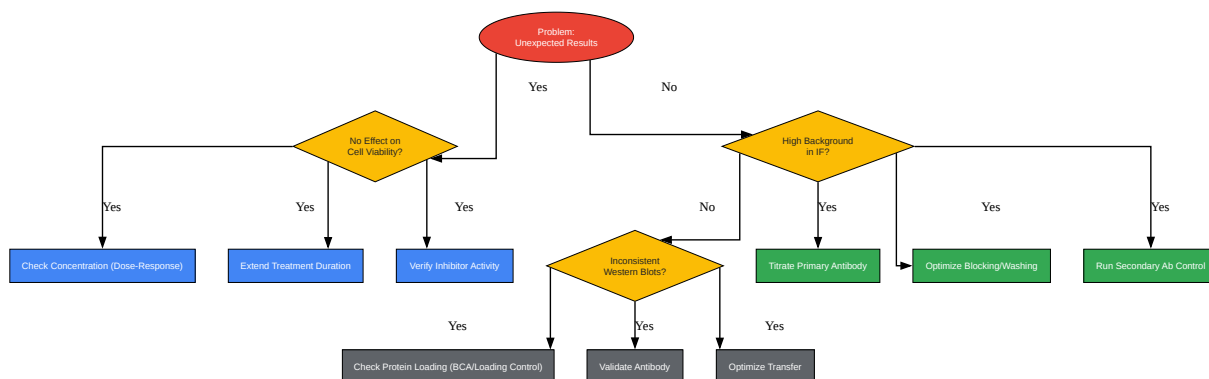 Problem:
Unexpected Results
Yes
No
No Effect on
Cell Viability?
High Background
in IF?
Yes
Yes
Yes
No
Yes
Yes
Yes
Check Concentration (Dose-Response)
Extend Treatment Duration
Verify Inhibitor Activity
Inconsistent
Western Blots?
Titrate Primary Antibody
Optimize Blocking/Washing
Run Secondary Ab Control
Yes
Yes
Yes
Check Protein Loading (BCA/Loading Control)
Validate Antibody
Optimize Transfer